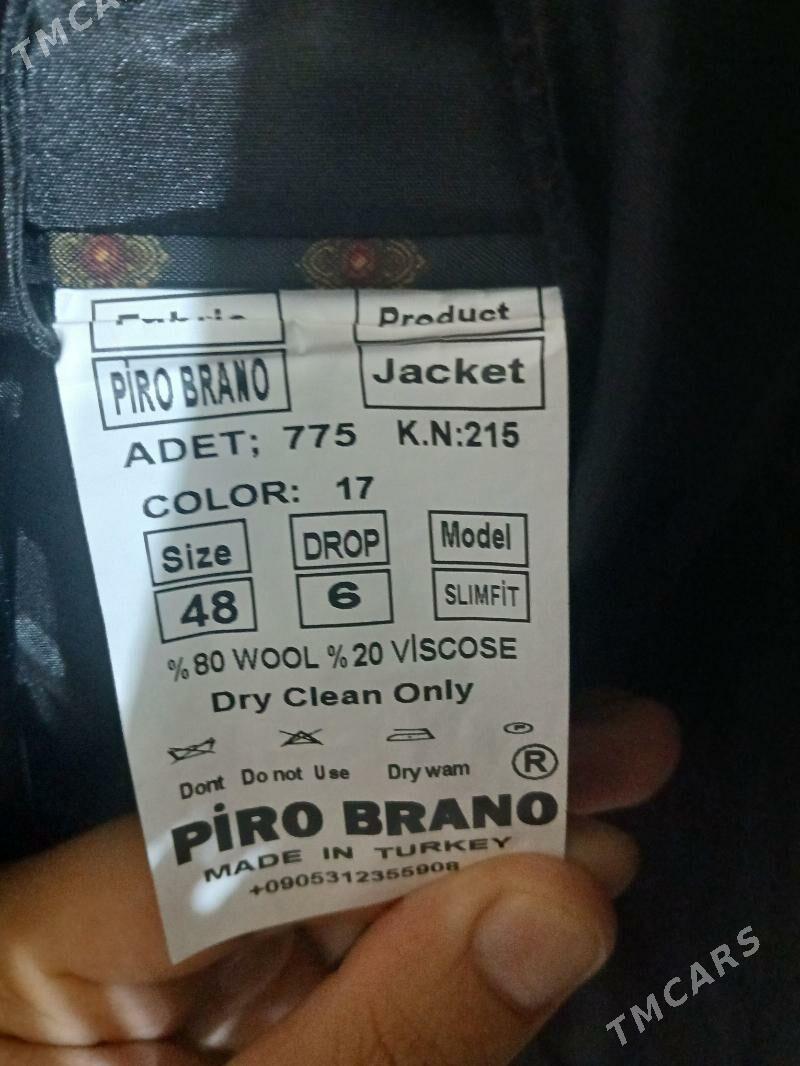 TMCARS
Fabric Product
PİRO BRANO Jacket
ADET; 775 K.N:215
COLOR: 17
Size DROP Model
48 6 SLIMFİT
%80 WOOL %20 VİSCOSE
Dry Clean Only
P
Dont Do not Use Dry wam ®
PİRO BRANO
MADE IN TURKEY
+0905312355908
TMCARS